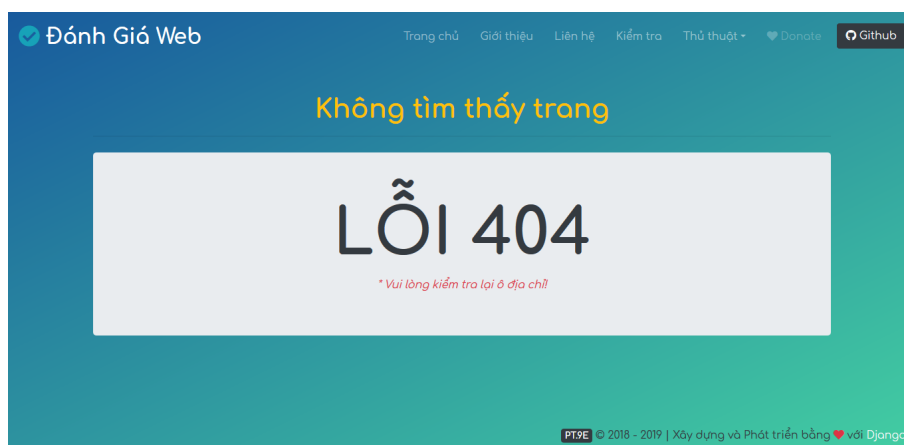 Đánh Giá Web
Trang chủ Giới thiệu Liên hệ Kiểm tra Thủ thuật Donate Github
Không tìm thấy trang
LỖI 404
* Vui lòng kiểm tra lại ô địa chỉ!
PT.9E © 2018 - 2019 | Xây dựng và Phát triển bằng ❤ với Django